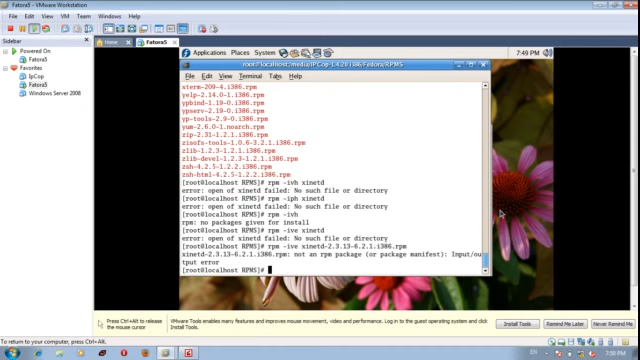 Fatora5 - VMware Workstation
File Edit View VM Team Windows Help
Sidebar
Powered On
Fatora5
Favorites
IpCop
Fatora5
Windows Server 2008
Home
Fatora5
Applications Places System
7:49 PM
root@localhost:/media/IPCop-1.4.20 i386/Fedora/RPMS
File Edit View Terminal Tabs Help
xterm-209-4.i386.rpm
yelp-2.14.0-1.i386.rpm
ypbind-1.19-0.i386.rpm
ypserv-2.19-0.i386.rpm
yp-tools-2.9-0.i386.rpm
yum-2.6.0-1.noarch.rpm
zip-2.31-1.2.1.i386.rpm
zisofs-tools-1.0.6-3.2.1.i386.rpm
zlib-1.2.3-1.2.1.i386.rpm
zlib-devel-1.2.3-1.2.1.i386.rpm
zsh-4.2.5-1.2.2.i386.rpm
zsh-html-4.2.5-1.2.2.i386.rpm
[root@localhost RPMS]# rpm -ivh xinetd
error: open of xinetd failed: No such file or directory
[root@localhost RPMS]# rpm -iph xinetd
error: open of xinetd failed: No such file or directory
[root@localhost RPMS]# rpm -ivh
rpm: no packages given for install
[root@localhost RPMS]# rpm -ive xinetd
error: open of xinetd failed: No such file or directory
[root@localhost RPMS]# rpm -ive xinetd-2.3.13-6.2.1.i386.rpm
xinetd-2.3.13-6.2.1.i386.rpm: not an rpm package (or package manifest): Input/ou
tput error
[root@localhost RPMS]#
Press Ctrl+Alt to release
the mouse cursor
VMware Tools enables many features and improves mouse movement, video and performance. Log in to the guest operating system and click
Install Tools.
Install Tools
Remind Me Later
Never Remind Me
To return to your computer, press Ctrl+Alt.
EN
7:50 PM